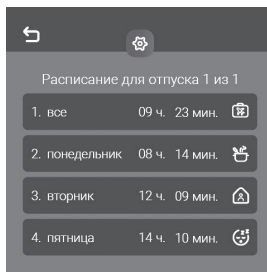 Расписание для отпуска 1 из 1
1. все 09 ч. 23 мин.
2. понедельник 08 ч. 14 мин.
3. вторник 12 ч. 09 мин.
4. пятница 14 ч. 10 мин.